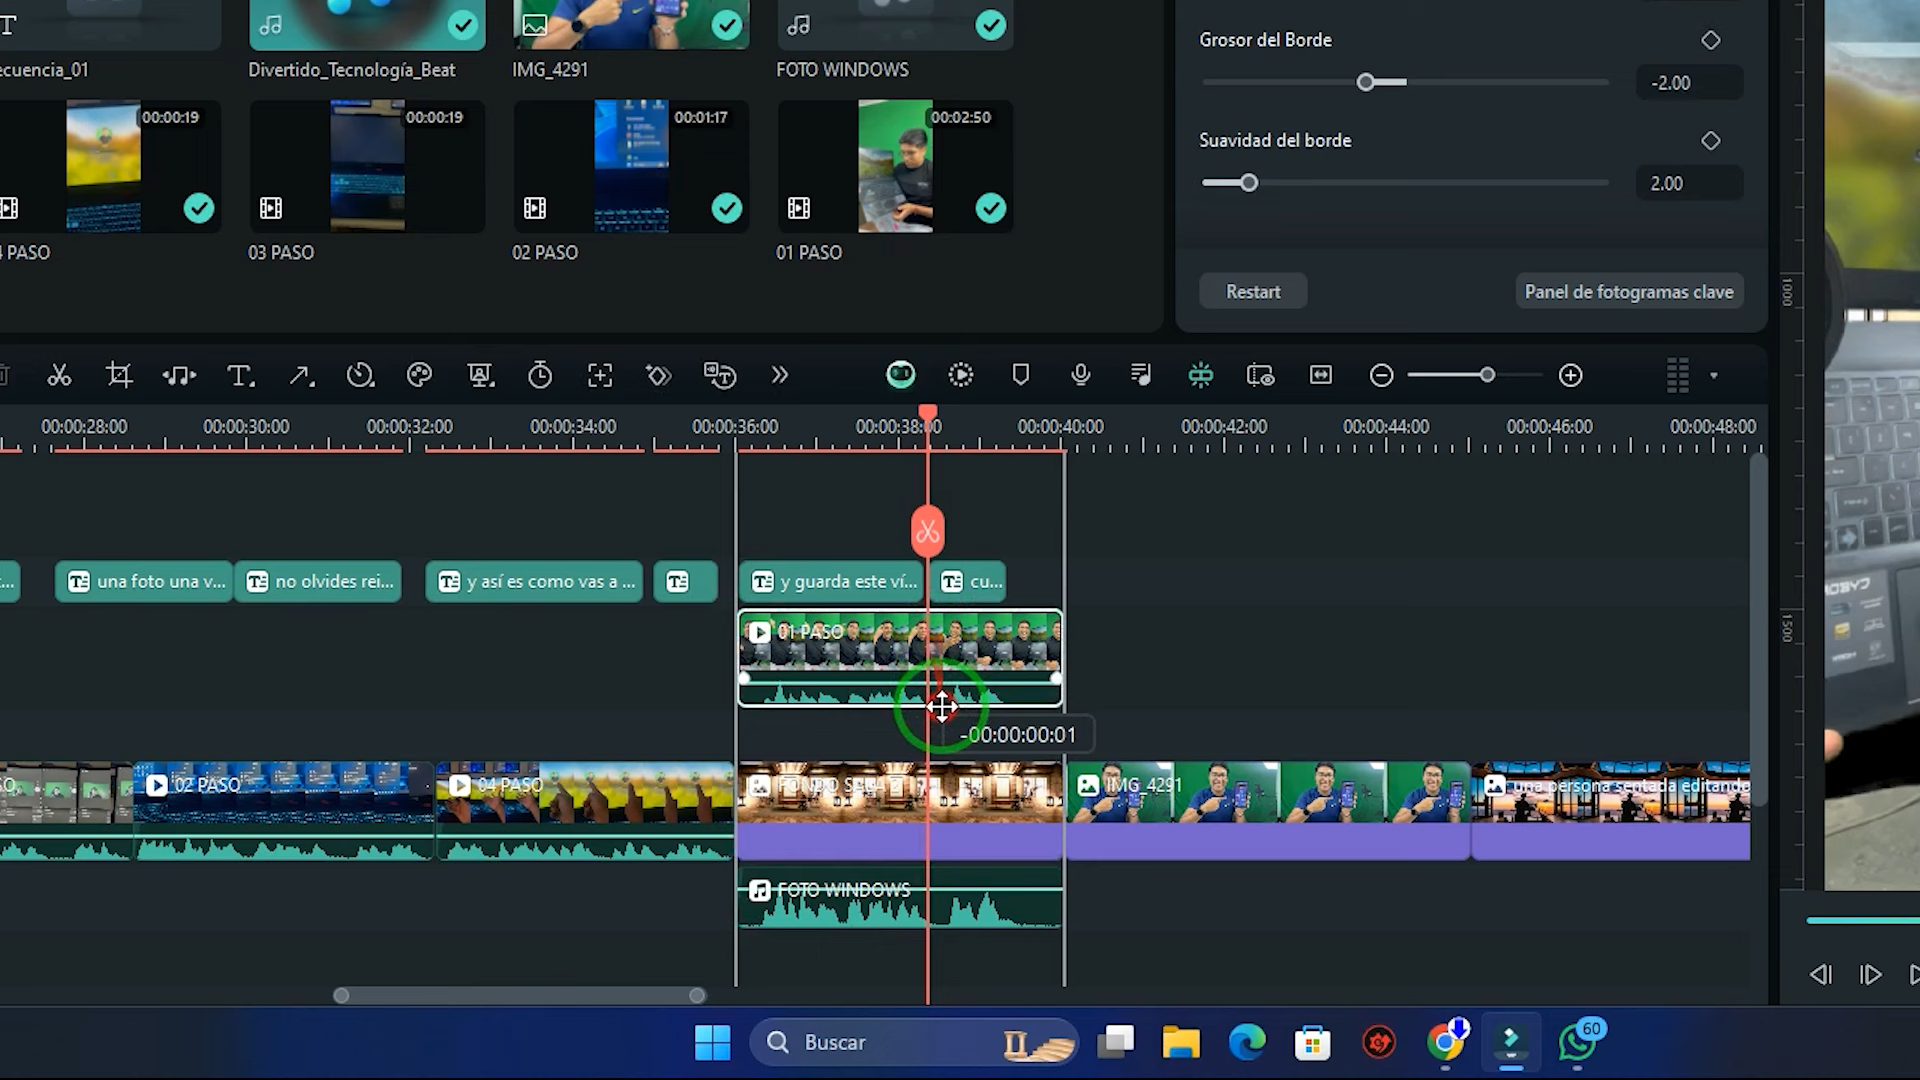 Grosor del Borde
-2.00
Suavidad del borde
2.00
Restart
Panel de fotogramas clave
ecuencia_01
Divertido_Tecnología_Beat
IMG_4291
FOTO WINDOWS
00:00:19
00:00:19
00:01:17
00:02:50
PASO
03 PASO
02 PASO
01 PASO
00:00:28:00
00:00:30:00
00:00:32:00
00:00:34:00
00:00:36:00
00:00:38:00
00:00:40:00
00:00:42:00
00:00:44:00
00:00:46:00
00:00:48:00
una foto una v...
no olvides rei...
y así es como vas a ...
y guarda este ví...
cu...
01 PASO
-00:00:00:01
02 PASO
04 PASO
IMG_4291
una persona sentada editando
FOTO WINDOWS
1000
1500
Buscar
60